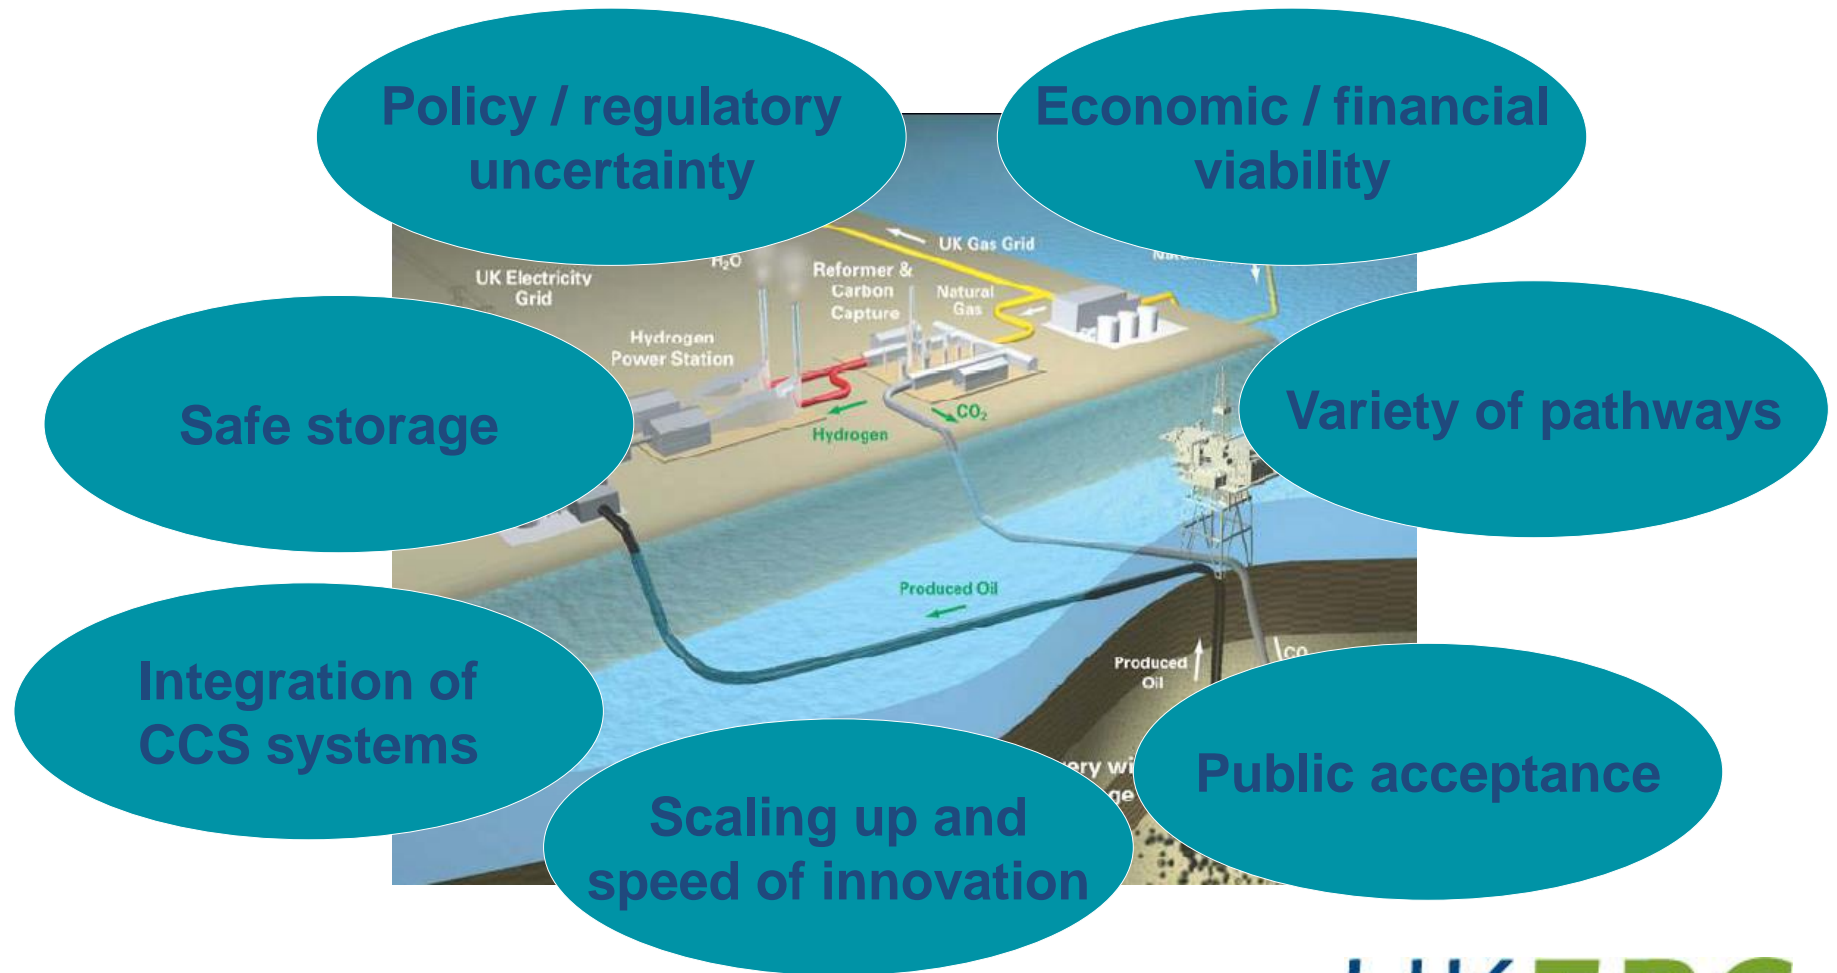 Policy / regulatory
uncertainty
Economic / financial
viability
UK Gas Grid
H₂O
UK Electricity
Grid
Reformer &
Carbon
Capture
Natural
Gas
Hydrogen
Power Station
Safe storage
Variety of pathways
CO₂
Hydrogen
Produced Oil
Integration of
CCS systems
Produced
Oil
CO
Public acceptance
Scaling up and
speed of innovation